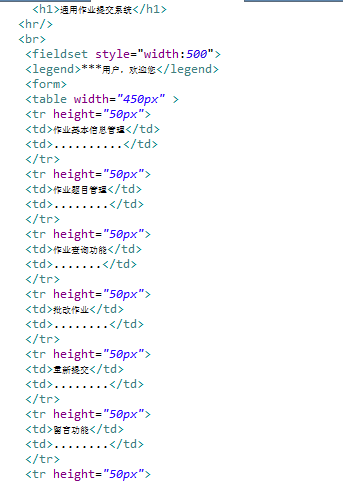 <h1>通用作业提交系统</h1>
<hr/>
<br>
<fieldset style="width:500">
<legend>***用户，欢迎您</legend>
<form>
<table width="450px" >
<tr height="50px">
<td>作业基本信息管理</td>
<td>..........</td>
</tr>
<tr height="50px">
<td>作业题目管理</td>
<td>........</td>
</tr>
<tr height="50px">
<td>作业查询功能</td>
<td>.......</td>
</tr>
<tr height="50px">
<td>批改作业</td>
<td>........</td>
</tr>
<tr height="50px">
<td>重新提交</td>
<td>........</td>
</tr>
<tr height="50px">
<td>留言功能</td>
<td>........</td>
</tr>
<tr height="50px">